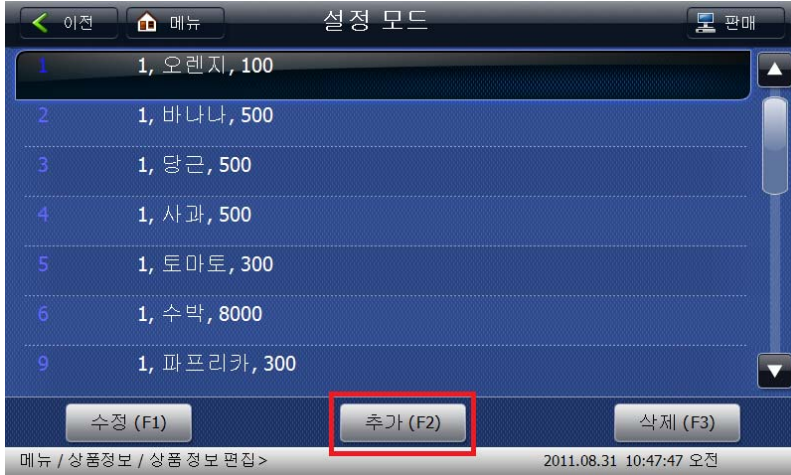 이전 메뉴 설정 모드 판매
1 1, 오렌지, 100
2 1, 바나나, 500
3 1, 당근, 500
4 1, 사과, 500
5 1, 토마토, 300
6 1, 수박, 8000
9 1, 파프리카, 300
수정 (F1) 추가 (F2) 삭제 (F3)
메뉴 / 상품정보 / 상품 정보 편집> 2011.08.31 10:47:47 오전